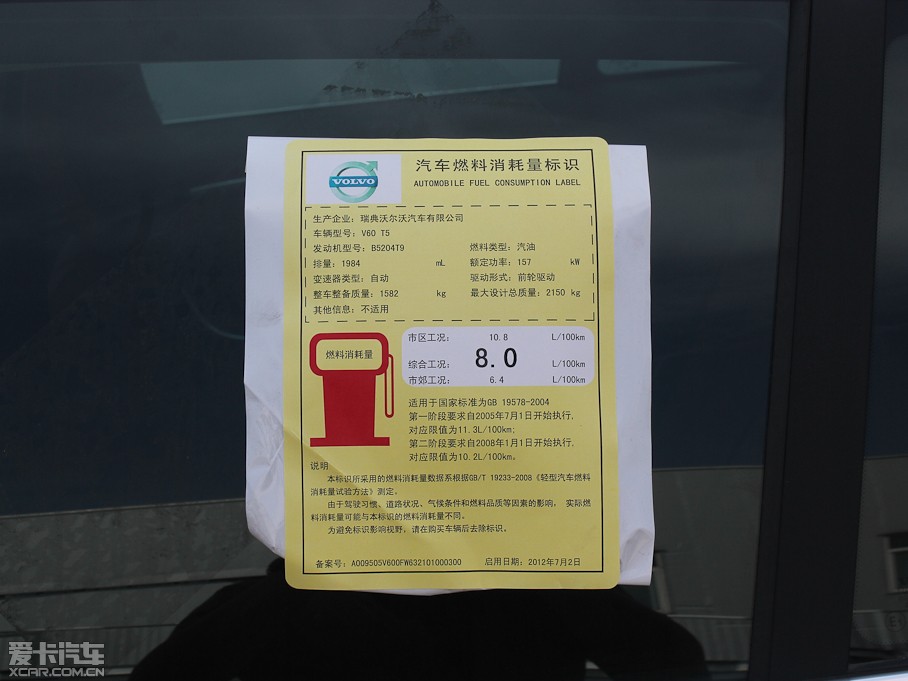 汽车燃料消耗量标识
VOLVO
AUTOMOBILE FUEL CONSUMPTION LABEL
生产企业: 瑞典沃尔沃汽车有限公司
车辆型号: V60 T5
发动机型号: B5204T9 燃料类型: 汽油
排量: 1984 mL 额定功率: 157 kW
变速器类型: 自动 驱动形式: 前轮驱动
整车整备质量: 1582 kg 最大设计总质量: 2150 kg
其他信息: 不适用
燃料消耗量
市区工况: 10.8 L/100km
综合工况: 8.0 L/100km
市郊工况: 6.4 L/100km
适用于国家标准为GB 19578-2004
第一阶段要求自2005年7月1日开始执行,
对应限值为11.3L/100km;
第二阶段要求自2008年1月1日开始执行,
对应限值为10.2L/100km。
说明
本标识所采用的燃料消耗量数据系根据GB/T 19233-2008《轻型汽车燃料
消耗量试验方法》测定。
由于驾驶习惯、道路状况、气候条件和燃料品质等因素的影响, 实际燃
料消耗量可能与本标识的燃料消耗量不同。
为避免标识影响视野, 请在购买车辆后去除标识。
备案号: A009505V600FW632101000300 启用日期: 2012年7月2日
爱卡汽车
XCAR.COM.CN